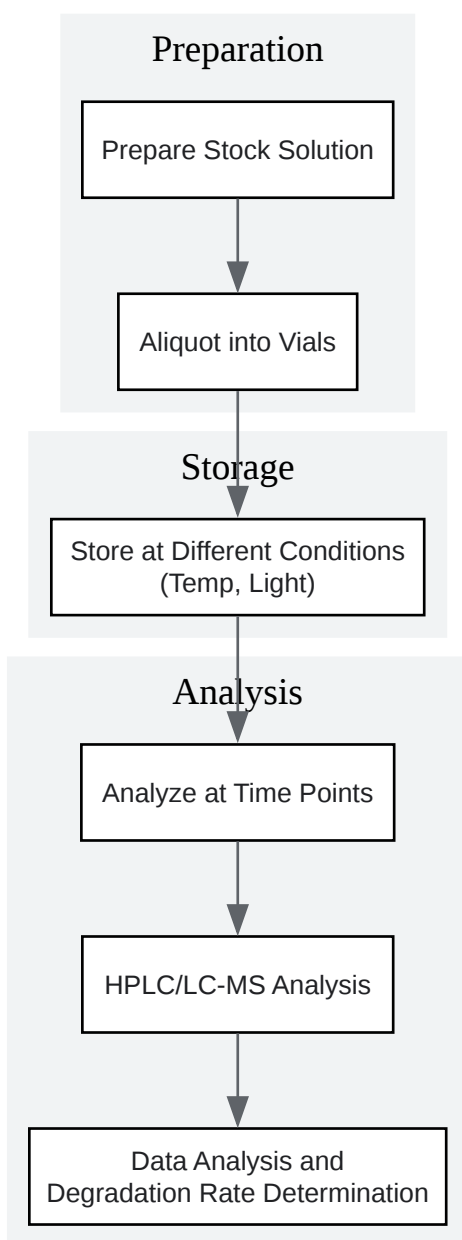 Preparation
Prepare Stock Solution
Aliquot into Vials
Storage
Store at Different Conditions
(Temp, Light)
Analysis
Analyze at Time Points
HPLC/LC-MS Analysis
Data Analysis and
Degradation Rate Determination